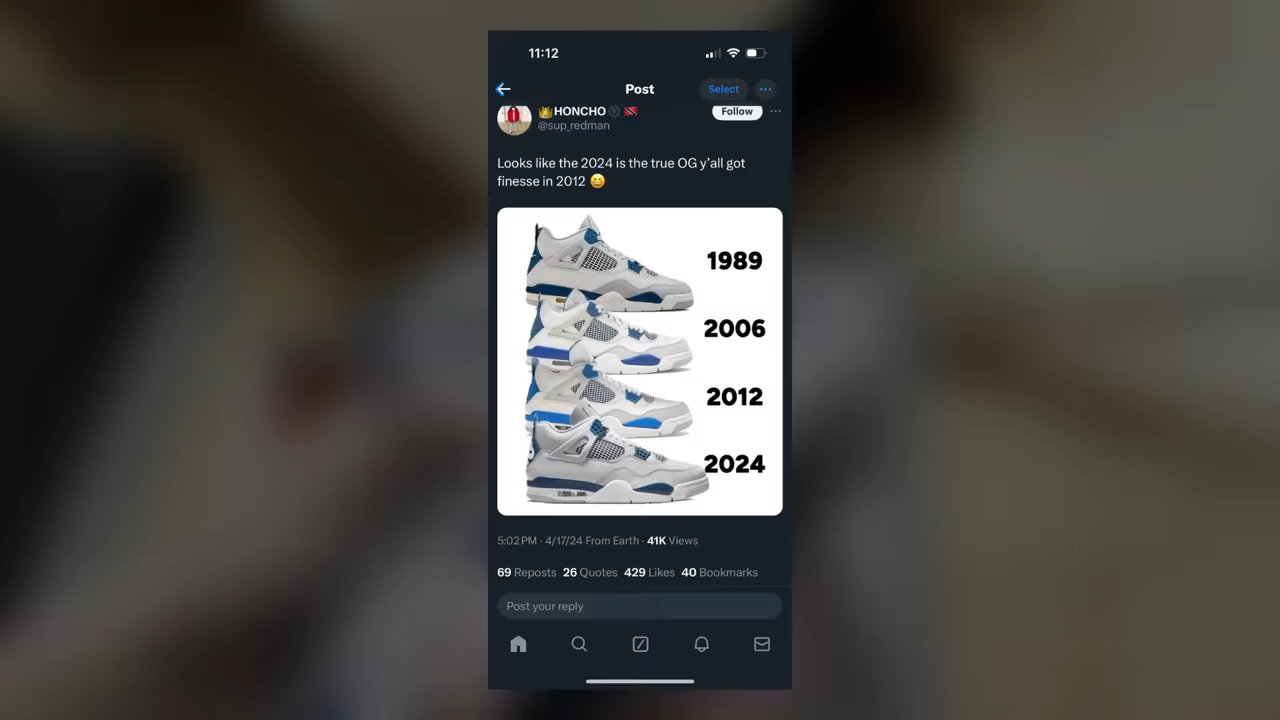 11:12
Post
Select
HONCHO
@sup_redman
Follow
Looks like the 2024 is the true OG y'all got
finesse in 2012 😆
1989
2006
2012
2024
5:02 PM · 4/17/24 From Earth · 41K Views
69 Reposts 26 Quotes 429 Likes 40 Bookmarks
Post your reply